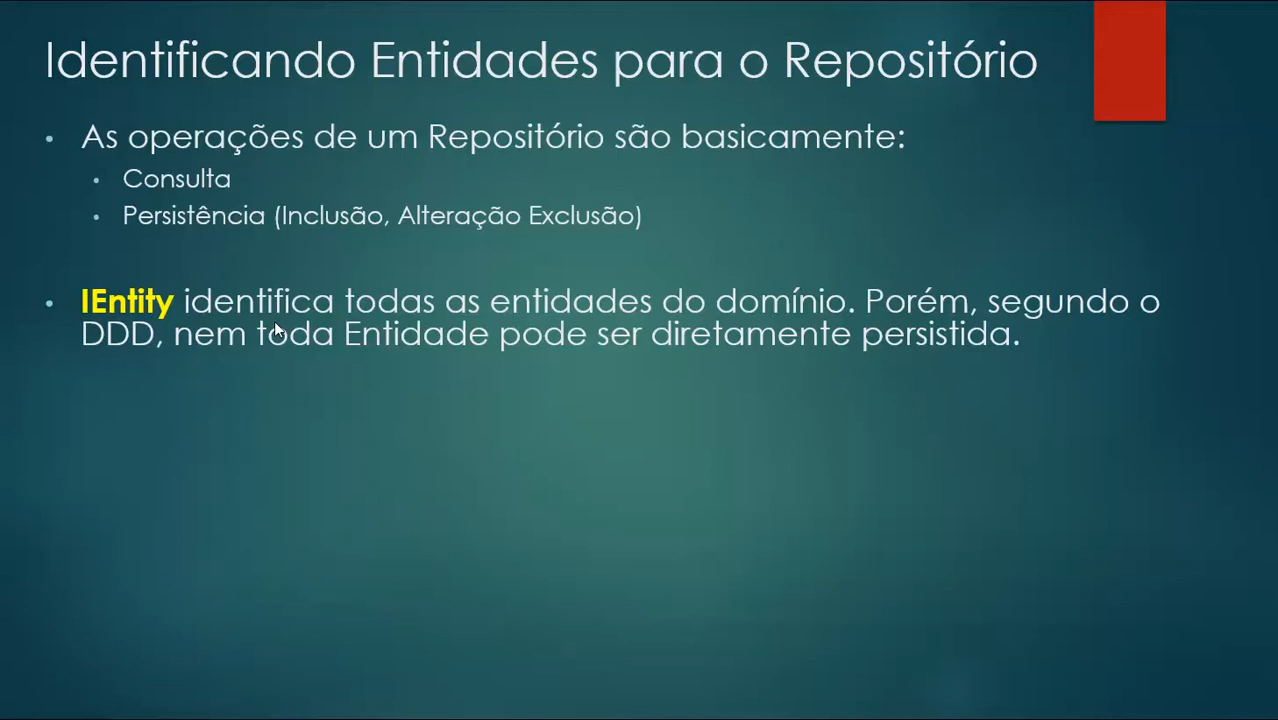 Identificando Entidades para o Repositório
• As operações de um Repositório são basicamente:
• Consulta
• Persistência (Inclusão, Alteração Exclusão)
• IEntity identifica todas as entidades do domínio. Porém, segundo o
DDD, nem toda Entidade pode ser diretamente persistida.